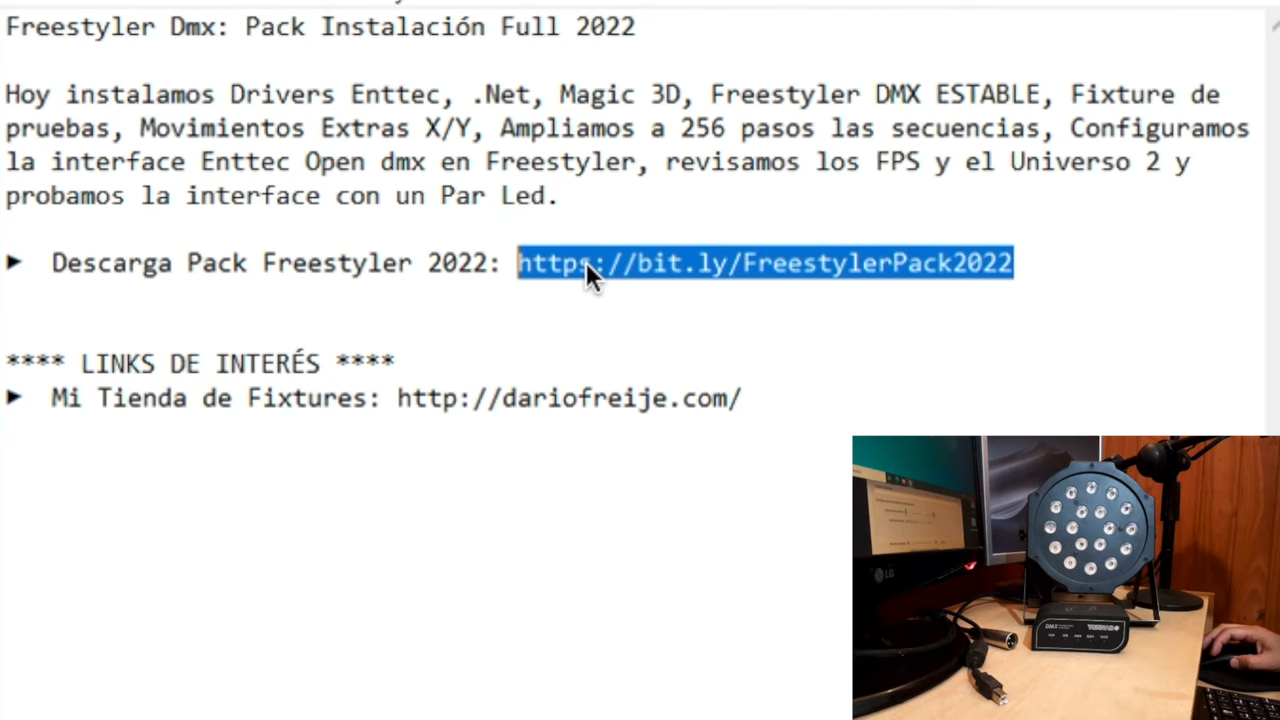 Freestyler Dmx: Pack Instalación Full 2022
Hoy instalamos Drivers Enttec, .Net, Magic 3D, Freestyler DMX ESTABLE, Fixture de
pruebas, Movimientos Extras X/Y, Ampliamos a 256 pasos las secuencias, Configuramos
la interface Enttec Open dmx en Freestyler, revisamos los FPS y el Universo 2 y
probamos la interface con un Par Led.
► Descarga Pack Freestyler 2022: https://bit.ly/FreestylerPack2022
**** LINKS DE INTERÉS ****
► Mi Tienda de Fixtures: http://dariofreije.com/
LG
DMX